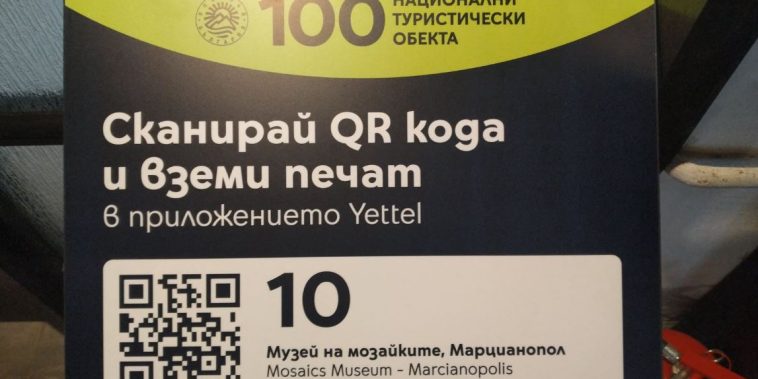 100
НАЦИОНАЛНИ
ТУРИСТИЧЕСКИ
ОБЕКТА
Сканирай QR кода
и вземи печат
в приложението Yettel
10
Музей на мозайките, Марцианопол
Mosaics Museum - Marcianopolis